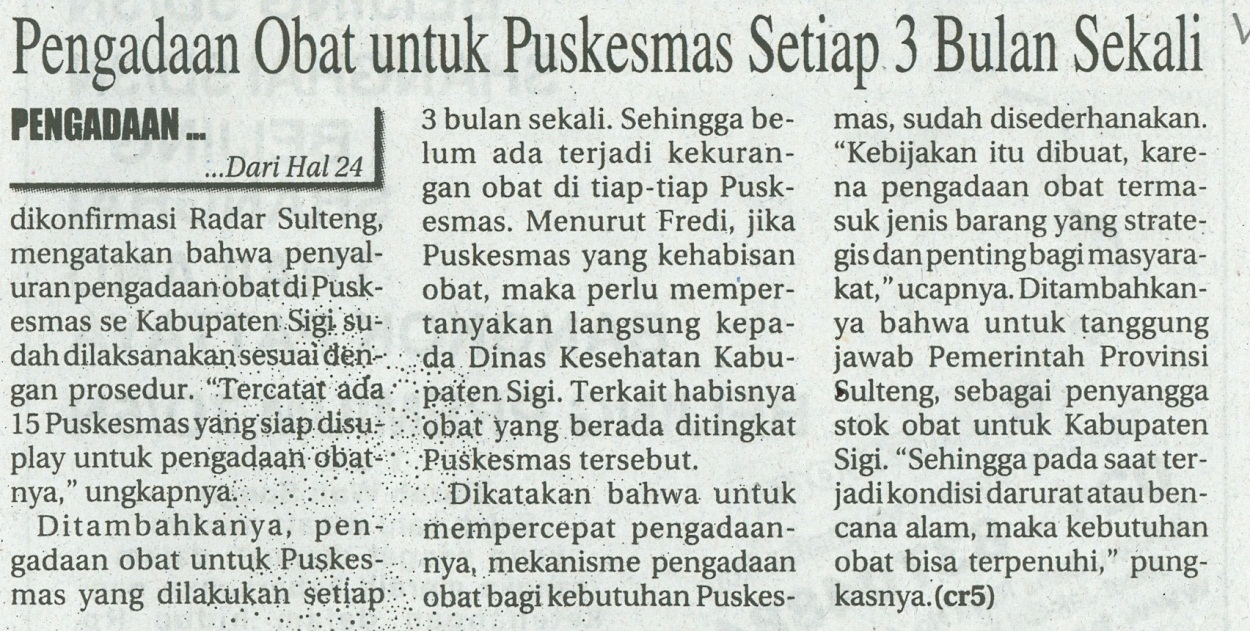 Pengadaan Obat untuk Puskesmas Setiap 3 Bulan Sekali
PENGADAAN ...
...Dari Hal 24
dikonfirmasi Radar Sulteng,
mengatakan bahwa penyal-
uran pengadaan obat di Pusk-
esmas se Kabupaten Sigi su-
dah dilaksanakan sesuai den-
gan prosedur. “Tercatat ada
15 Puskesmas yang siap disu-
play untuk pengadaan obat-
nya,” ungkapnya.
Ditambahkanya, pen-
gadaan obat untuk Puskes-
mas yang dilakukan setiap
3 bulan sekali. Sehingga be-
lum ada terjadi kekuran-
gan obat di tiap-tiap Pusk-
esmas. Menurut Fredi, jika
Puskesmas yang kehabisan
obat, maka perlu memper-
tanyakan langsung kepa-
da Dinas Kesehatan Kabu-
paten Sigi. Terkait habisnya
obat yang berada ditingkat
Puskesmas tersebut.
Dikatakan bahwa untuk
mempercepat pengadaan-
nya, mekanisme pengadaan
obat bagi kebutuhan Puskes-
mas, sudah disederhanakan.
“Kebijakan itu dibuat, kare-
na pengadaan obat terma-
suk jenis barang yang strate-
gis dan penting bagi masyara-
kat,” ucapnya. Ditambahkan-
ya bahwa untuk tanggung
jawab Pemerintah Provinsi
Sulteng, sebagai penyangga
stok obat untuk Kabupaten
Sigi. “Sehingga pada saat ter-
jadi kondisi darurat atau ben-
cana alam, maka kebutuhan
obat bisa terpenuhi,” pung-
kasnya.(cr5)